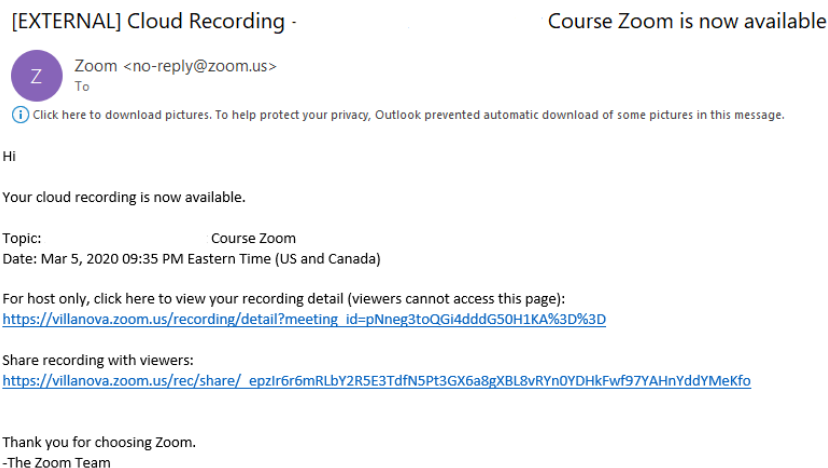 [EXTERNAL] Cloud Recording - Course Zoom is now available
Z
Zoom <no-reply@zoom.us>
To
Click here to download pictures. To help protect your privacy, Outlook prevented automatic download of some pictures in this message.
Hi
Your cloud recording is now available.
Topic: Course Zoom
Date: Mar 5, 2020 09:35 PM Eastern Time (US and Canada)
For host only, click here to view your recording detail (viewers cannot access this page):
https://villanova.zoom.us/recording/detail?meeting_id=pNneg3toQGi4dddG50H1KA%3D%3D
Share recording with viewers:
https://villanova.zoom.us/rec/share/_epzIr6r6mRLbY2R5E3TdfN5Pt3GX6a8gXBL8vRYn0YDHkFwf97YAHnYddYMeKfo
Thank you for choosing Zoom.
-The Zoom Team